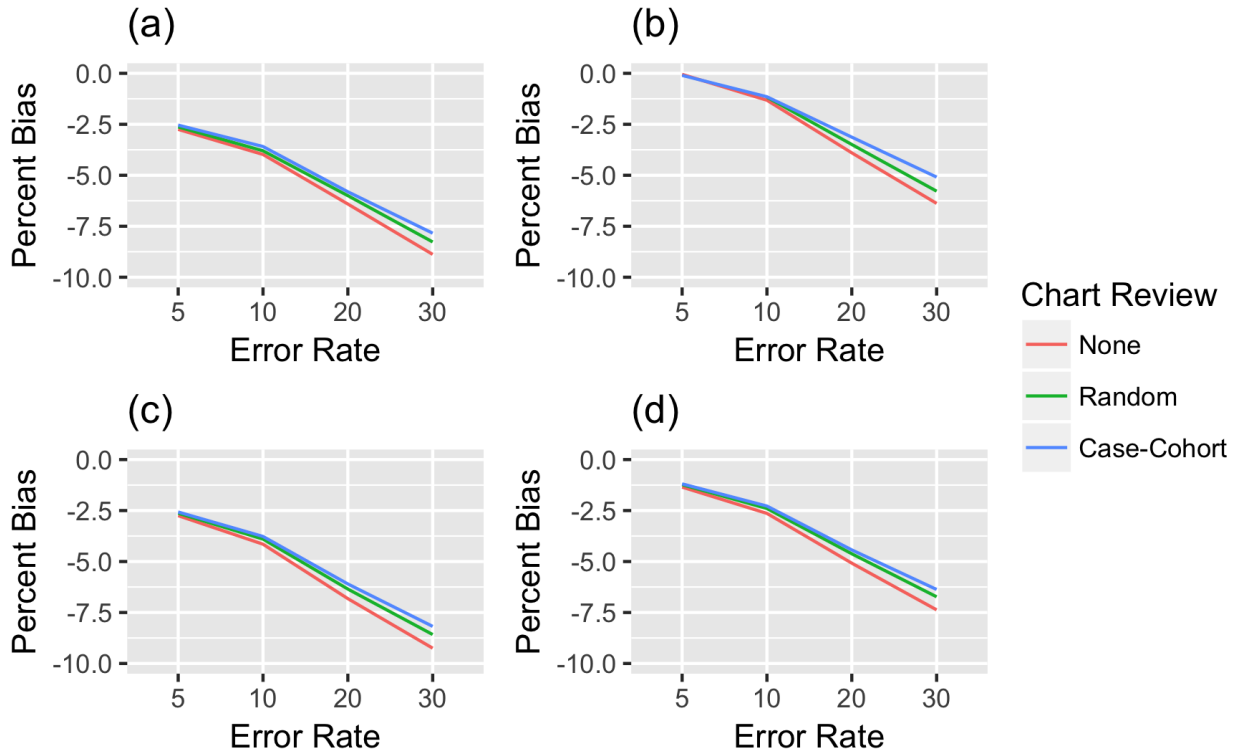 (a)
Percent Bias
0.0
-2.5
-5.0
-7.5
-10.0
5 10 20 30
Error Rate
(b)
Percent Bias
0.0
-2.5
-5.0
-7.5
-10.0
5 10 20 30
Error Rate
(c)
Percent Bias
0.0
-2.5
-5.0
-7.5
-10.0
5 10 20 30
Error Rate
(d)
Percent Bias
0.0
-2.5
-5.0
-7.5
-10.0
5 10 20 30
Error Rate
Chart Review
None
Random
Case-Cohort